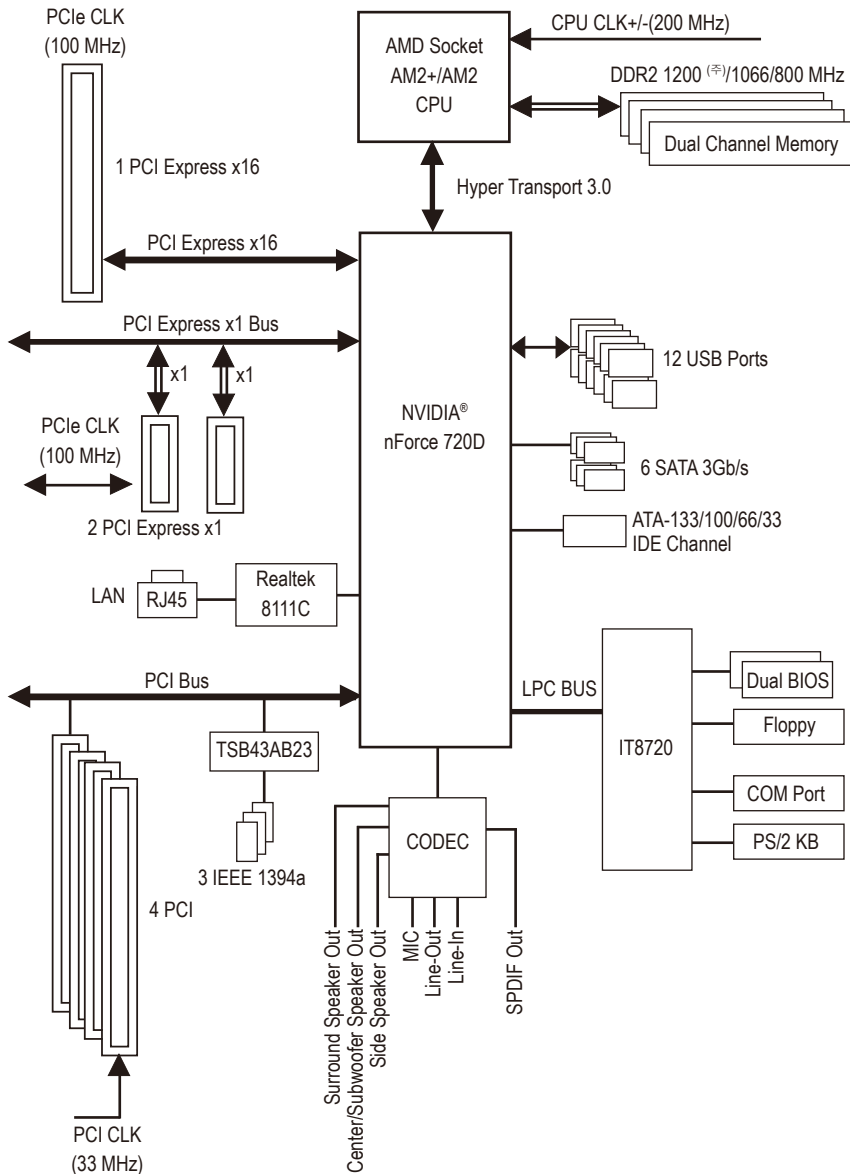 PCIe CLK
(100 MHz)
AMD Socket
AM2+/AM2
CPU
CPU CLK+/-(200 MHz)
DDR2 1200 (주)/1066/800 MHz
Dual Channel Memory
1 PCI Express x16
Hyper Transport 3.0
PCI Express x16
PCI Express x1 Bus
x1
x1
12 USB Ports
NVIDIA®
nForce 720D
PCIe CLK
(100 MHz)
6 SATA 3Gb/s
2 PCI Express x1
ATA-133/100/66/33
IDE Channel
LAN
RJ45
Realtek
8111C
PCI Bus
LPC BUS
Dual BIOS
TSB43AB23
IT8720
Floppy
COM Port
PS/2 KB
CODEC
3 IEEE 1394a
4 PCI
Surround Speaker Out
Center/Subwoofer Speaker Out
Side Speaker Out
MIC
Line-Out
Line-In
SPDIF Out
PCI CLK
(33 MHz)